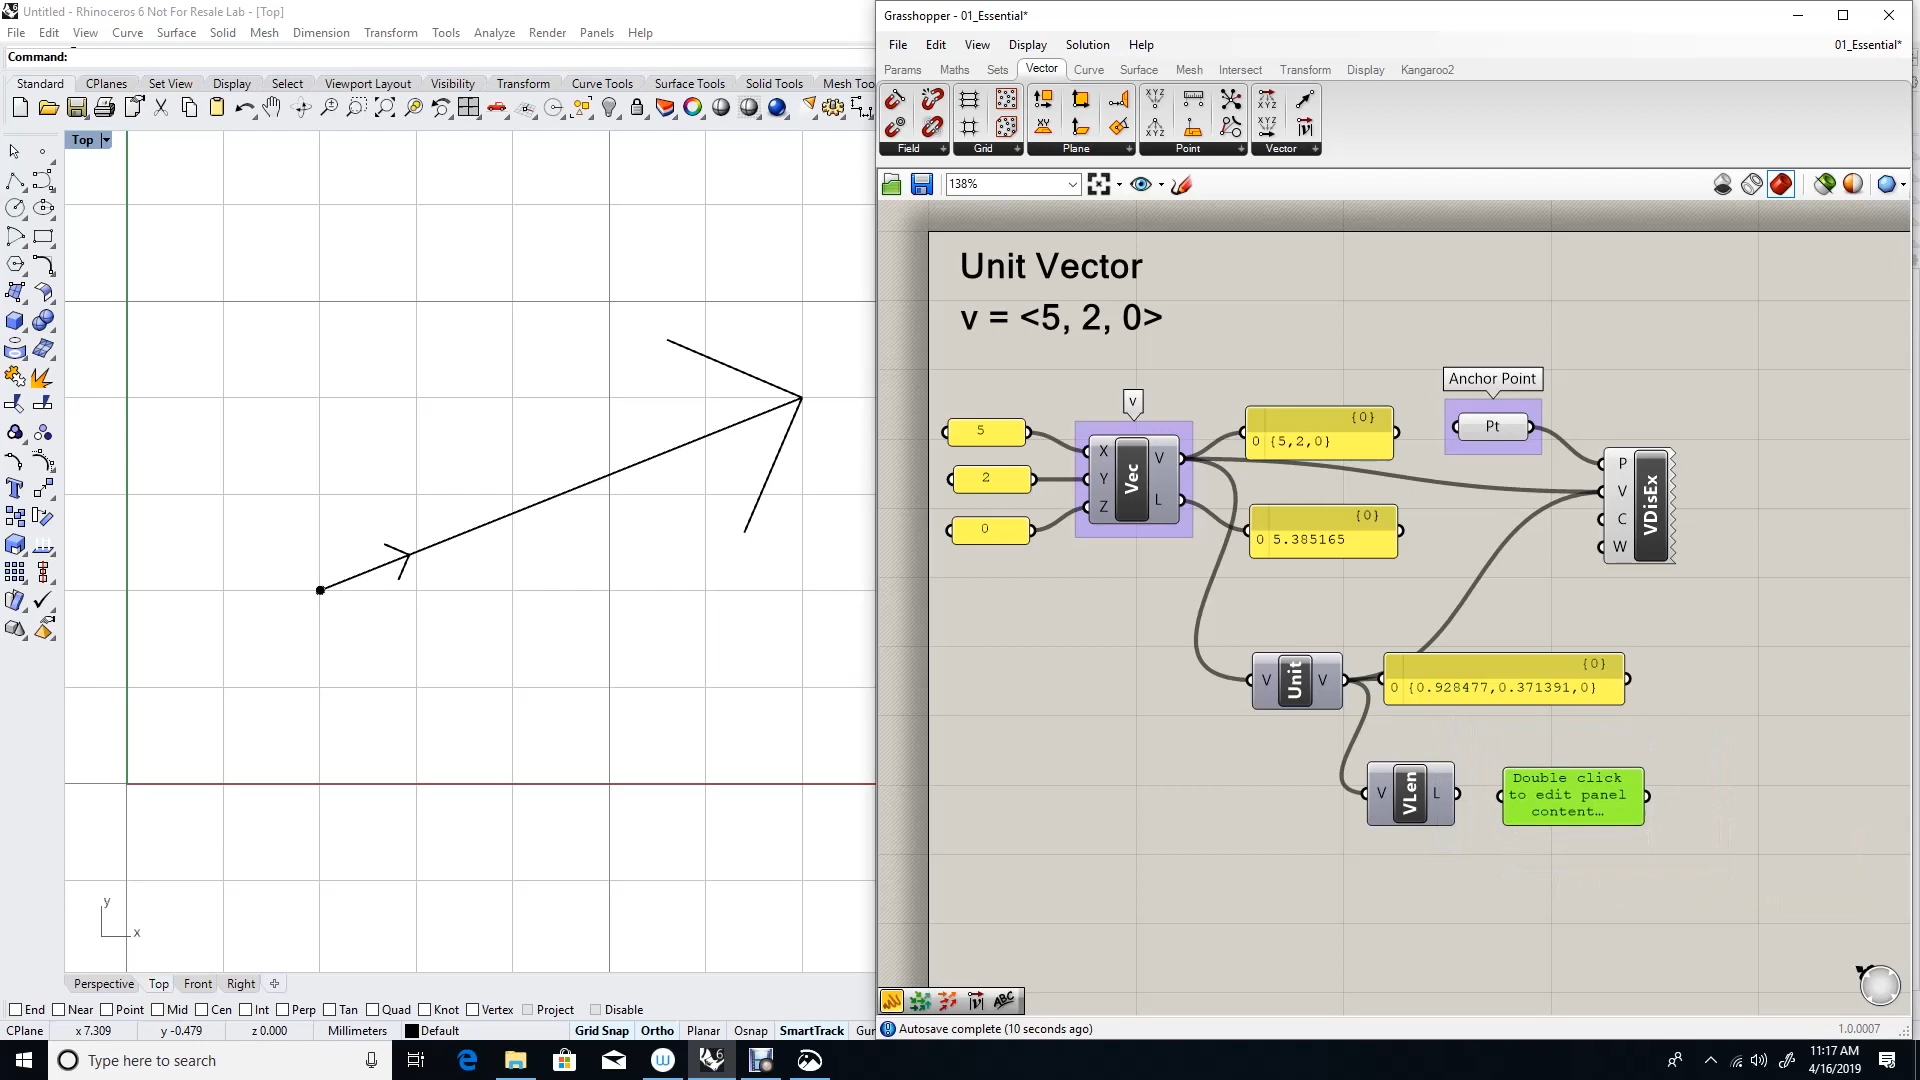 Untitled - Rhinoceros 6 Not For Resale Lab - [Top]
File Edit View Curve Surface Solid Mesh Dimension Transform Tools Analyze Render Panels Help
Command:
Standard CPlanes Set View Display Select Viewport Layout Visibility Transform Curve Tools Surface Tools Solid Tools Mesh Too
Top
y
x
Perspective Top Front Right
End Near Point Mid Cen Int Perp Tan Quad Knot Vertex Project Disable
CPlane x 7.309 y -0.479 z 0.000 Millimeters Default Grid Snap Ortho Planar Osnap SmartTrack Gur
Grasshopper - 01_Essential*
File Edit View Display Solution Help 01_Essential*
Params Maths Sets Vector Curve Surface Mesh Intersect Transform Display Kangaroo2
Field Grid Plane Point Vector
138%
Unit Vector
v = <5, 2, 0>
v
5
2
0
X
Y
Z
Vec
V
L
{0}
0 {5,2,0}
{0}
0 5.385165
Anchor Point
Pt
P
V
C
W
VDisEx
V Unit V
{0}
0 {0.928477,0.371391,0}
V VLen L
Double click
to edit panel
content…
Autosave complete (10 seconds ago) 1.0.0007
Type here to search
11:17 AM
4/16/2019